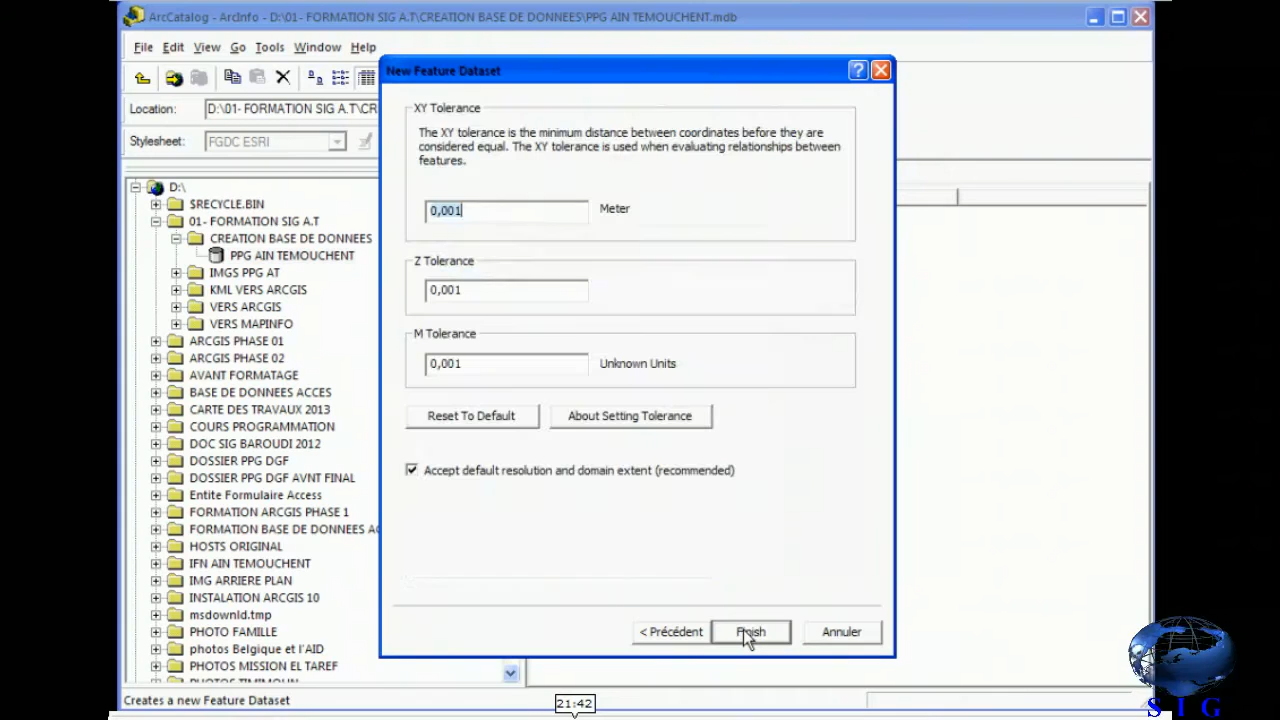 ArcCatalog - ArcInfo - D:\01- FORMATION SIG A.T\CREATION BASE DE DONNEES\PPG AIN TEMOUCHENT.mdb
File Edit View Go Tools Window Help
Location: D:\01- FORMATION SIG A.T\CR
Stylesheet: FGDC ESRI
D:\
$RECYCLE.BIN
01- FORMATION SIG A.T
CREATION BASE DE DONNEES
PPG AIN TEMOUCHENT
IMGS PPG AT
KML VERS ARCGIS
VERS ARCGIS
VERS MAPINFO
ARCGIS PHASE 01
ARCGIS PHASE 02
AVANT FORMATAGE
BASE DE DONNEES ACCES
CARTE DES TRAVAUX 2013
COURS PROGRAMMATION
DOC SIG BAROUDI 2012
DOSSIER PPG DGF
DOSSIER PPG DGF AVNT FINAL
Entite Formulaire Access
FORMATION ARCGIS PHASE 1
FORMATION BASE DE DONNEES AC
HOSTS ORIGINAL
IFN AIN TEMOUCHENT
IMG ARRIERE PLAN
INSTALATION ARCGIS 10
msdownld.tmp
PHOTO FAMILLE
photos Belgique et l'AID
PHOTOS MISSION EL TAREF
PHOTOS TIMIMOUN
Creates a new Feature Dataset
New Feature Dataset
XY Tolerance
The XY tolerance is the minimum distance between coordinates before they are
considered equal. The XY tolerance is used when evaluating relationships between
features.
0,001 Meter
Z Tolerance
0,001
M Tolerance
0,001 Unknown Units
Reset To Default About Setting Tolerance
Accept default resolution and domain extent (recommended)
< Précédent Finish Annuler
21:42
S I G